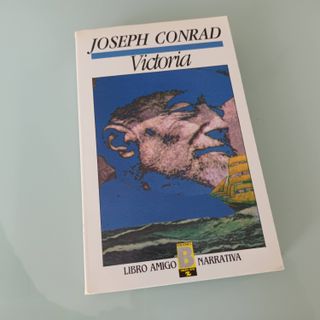 JOSEPH CONRAD
Victoria
LIBRO AMIGO B NARRATIVA